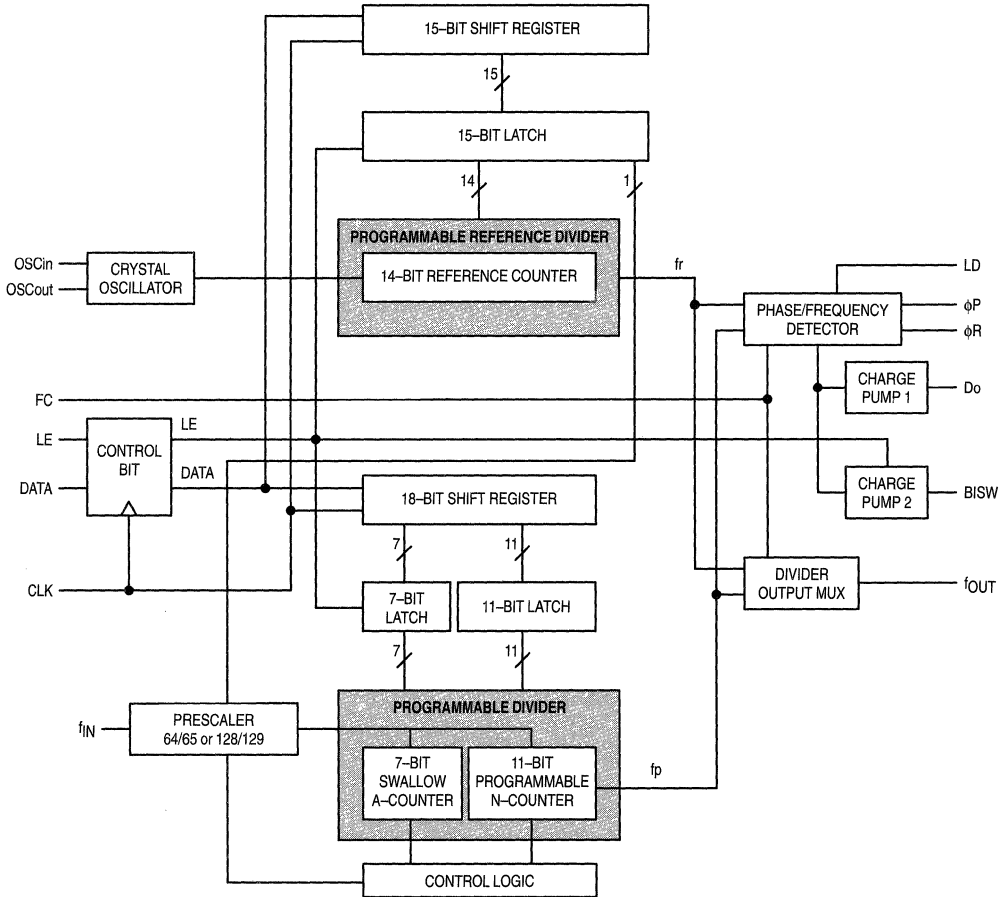 15–BIT SHIFT REGISTER
15
15–BIT LATCH
14
1
PROGRAMMABLE REFERENCE DIVIDER
14–BIT REFERENCE COUNTER
OSCin
OSCout
CRYSTAL
OSCILLATOR
fr
LD
PHASE/FREQUENCY
DETECTOR
ϕP
ϕR
CHARGE
PUMP 1
Do
FC
LE
LE
CONTROL
BIT
DATA
DATA
18–BIT SHIFT REGISTER
CHARGE
PUMP 2
BISW
7
11
CLK
7–BIT
LATCH
11–BIT LATCH
DIVIDER
OUTPUT MUX
fOUT
7
11
PROGRAMMABLE DIVIDER
fIN
PRESCALER
64/65 or 128/129
7–BIT
SWALLOW
A–COUNTER
11–BIT
PROGRAMMABLE
N–COUNTER
fp
CONTROL LOGIC